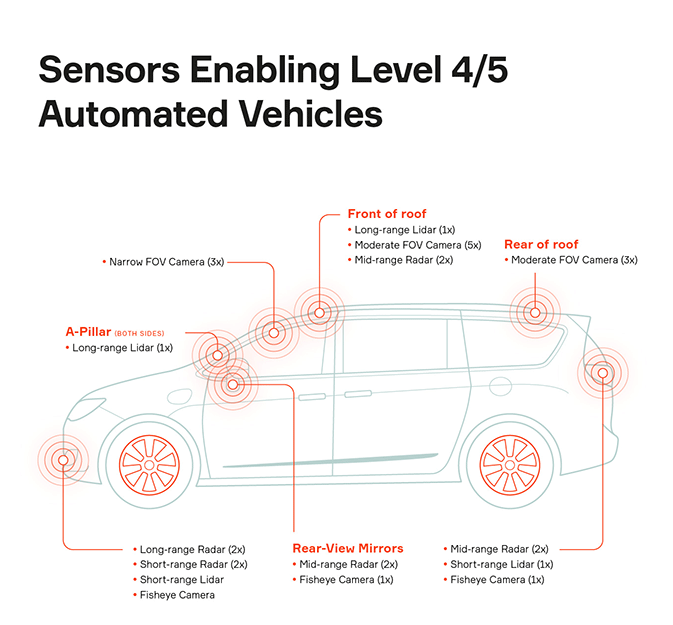 Sensors Enabling Level 4/5
Automated Vehicles
Front of roof
• Long-range Lidar (1x)
• Moderate FOV Camera (5x)
• Mid-range Radar (2x)
Rear of roof
• Moderate FOV Camera (3x)
• Narrow FOV Camera (3x)
A-Pillar (BOTH SIDES)
• Long-range Lidar (1x)
• Long-range Radar (2x)
• Short-range Radar (2x)
• Short-range Lidar
• Fisheye Camera
Rear-View Mirrors
• Mid-range Radar (2x)
• Fisheye Camera (1x)
• Mid-range Radar (2x)
• Short-range Lidar (1x)
• Fisheye Camera (1x)